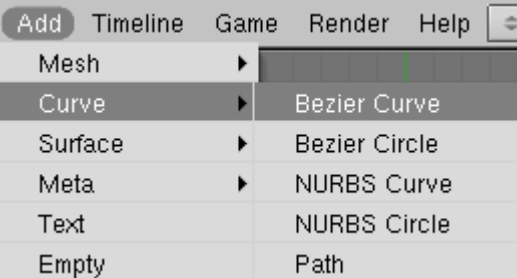 Add Timeline Game Render Help
Mesh
Curve Bezier Curve
Surface Bezier Circle
Meta NURBS Curve
Text NURBS Circle
Empty Path